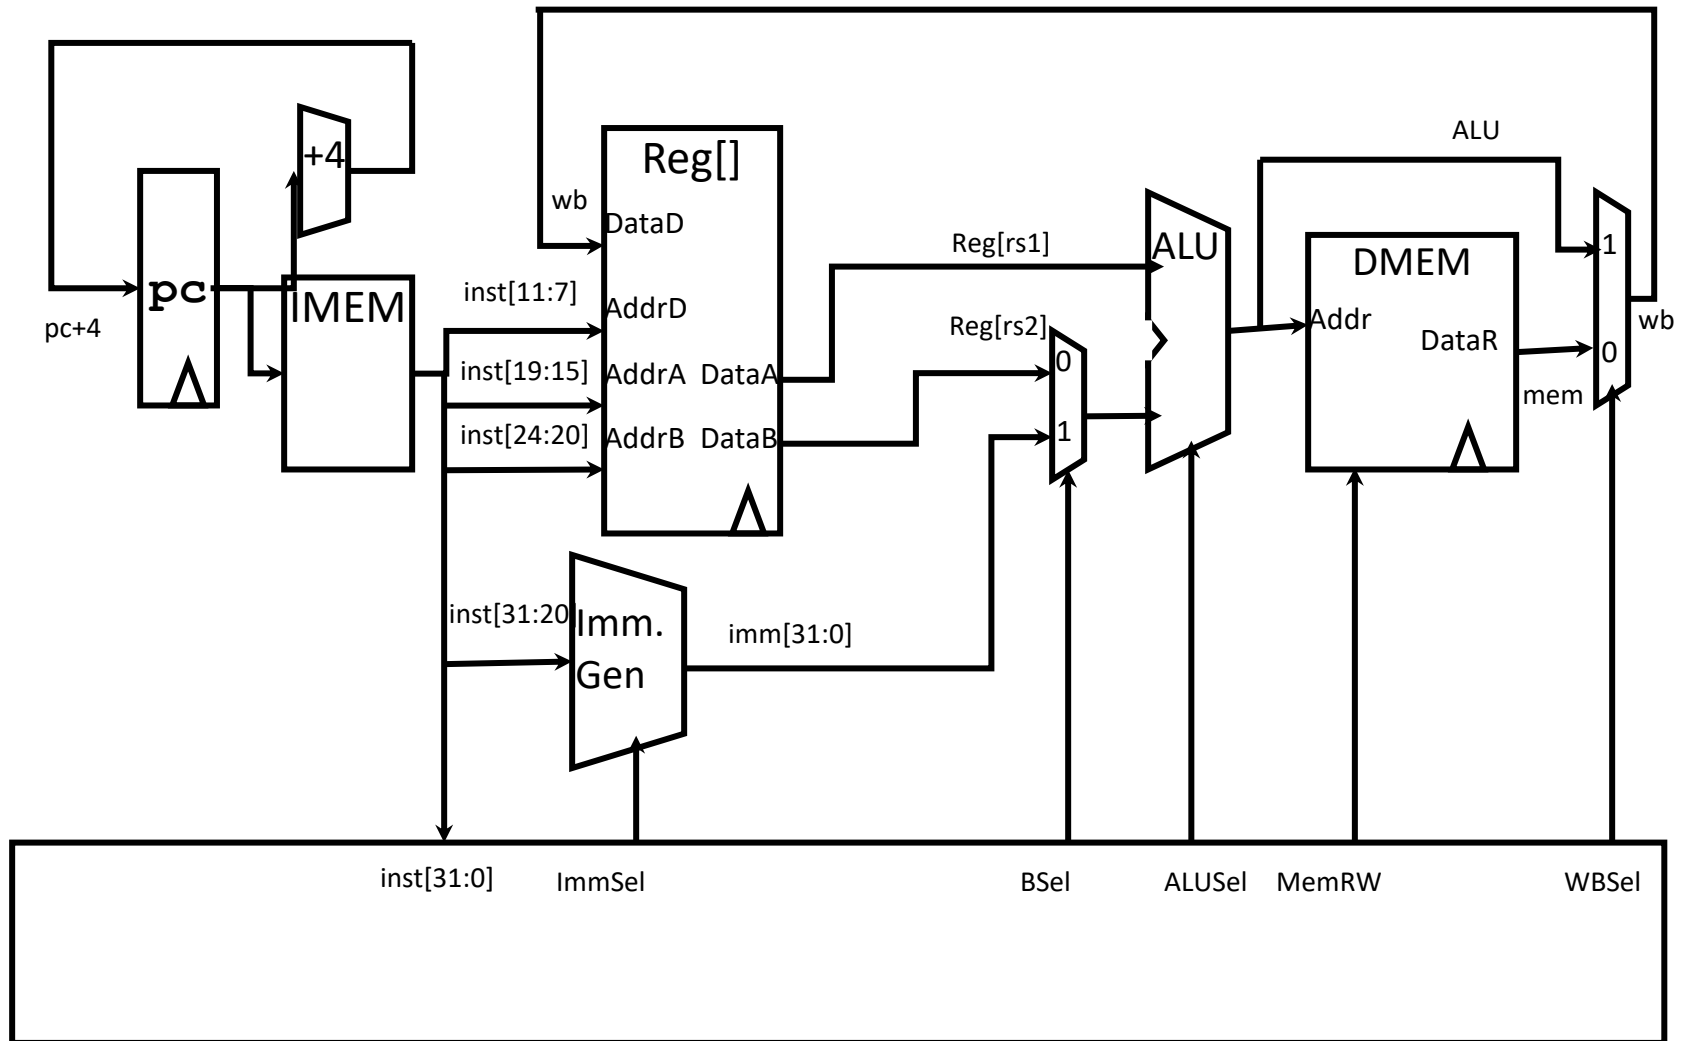 ALU
+4
Reg[]
wb
DataD
Reg[rs1]
ALU
1
DMEM
pc
IMEM
inst[11:7]
AddrD
pc+4
Reg[rs2]
Addr
wb
DataR
0
0
inst[19:15]
AddrA
DataA
mem
inst[24:20]
AddrB
DataB
1
inst[31:20]
Imm.
Gen
imm[31:0]
inst[31:0]
ImmSel
BSel
ALUSel
MemRW
WBSel